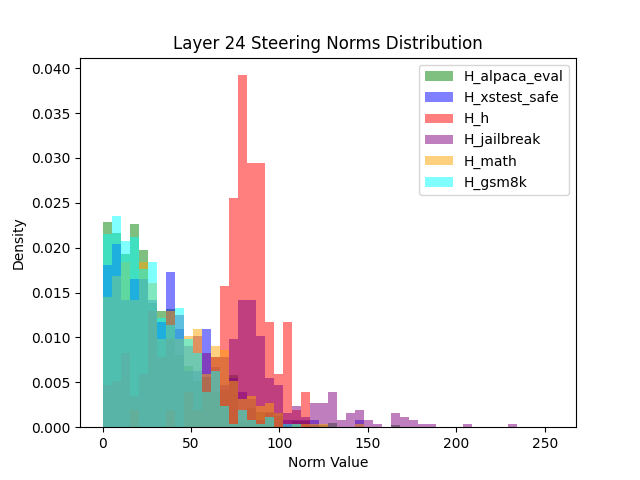 Layer 24 Steering Norms Distribution
0.040
0.035
0.030
0.025
0.020
0.015
0.010
0.005
0.000
Density
H_alpaca_eval
H_xstest_safe
H_h
H_jailbreak
H_math
H_gsm8k
0 50 100 150 200 250
Norm Value